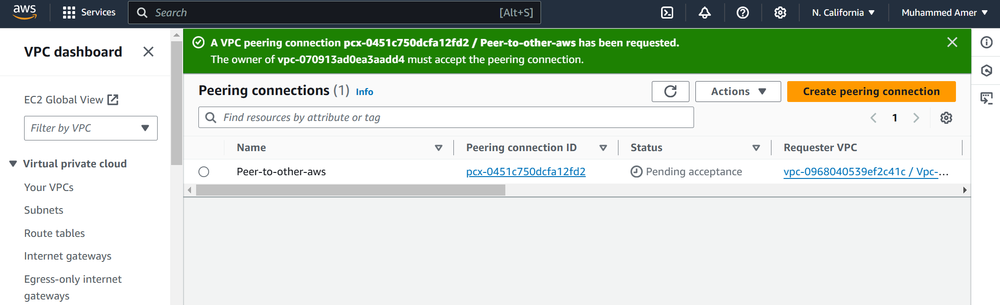 aws
Services
Search
[Alt+S]
N. California
Muhammed Amer
VPC dashboard
EC2 Global View
Filter by VPC
Virtual private cloud
Your VPCs
Subnets
Route tables
Internet gateways
Egress-only internet
gateways
A VPC peering connection pcx-0451c750dcfa12fd2 / Peer-to-other-aws has been requested.
The owner of vpc-070913ad0ea3aadd4 must accept the peering connection.
Peering connections (1) Info
Actions
Create peering connection
Find resources by attribute or tag
1
Name
Peering connection ID
Status
Requester VPC
Peer-to-other-aws
pcx-0451c750dcfa12fd2
Pending acceptance
vpc-0968040539ef2c41c / Vpc-...